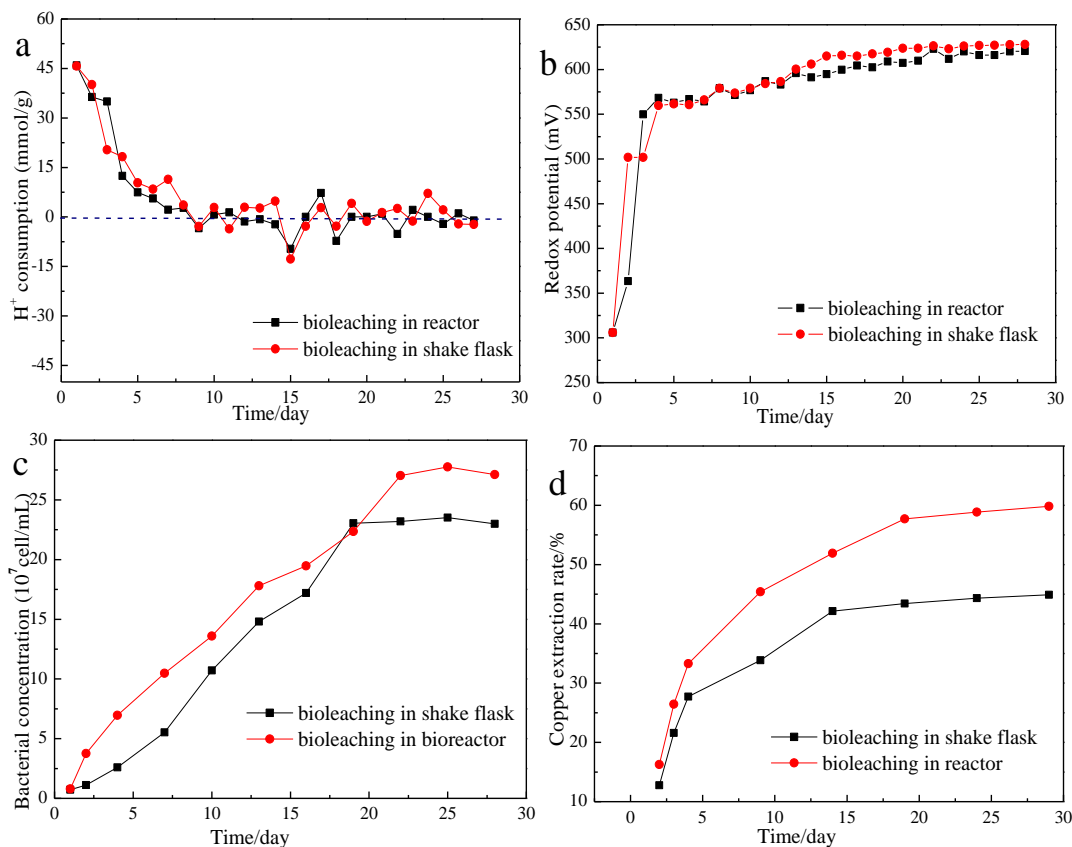 a
H⁺ consumption (mmol/g)
60
45
30
15
0
-15
-30
-45
bioleaching in reactor
bioleaching in shake flask
0 5 10 15 20 25 30
Time/day
b
Redox potential (mV)
650
600
550
500
450
400
350
300
250
bioleaching in reactor
bioleaching in shake flask
0 5 10 15 20 25 30
Time/day
c
Bacterial concentration (10⁷cell/mL)
30
25
20
15
10
5
0
bioleaching in shake flask
bioleaching in bioreactor
0 5 10 15 20 25 30
Time/day
d
Copper extraction rate/%
70
60
50
40
30
20
10
bioleaching in shake flask
bioleaching in reactor
0 5 10 15 20 25 30
Time/day